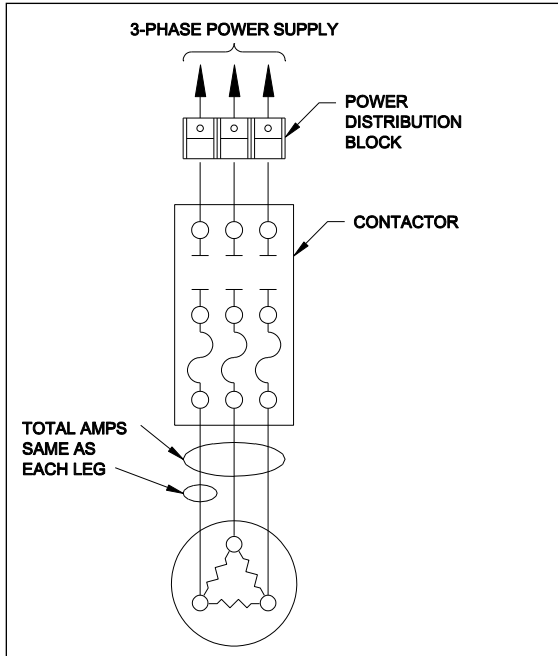 3-PHASE POWER SUPPLY
POWER
DISTRIBUTION
BLOCK
CONTACTOR
TOTAL AMPS
SAME AS
EACH LEG